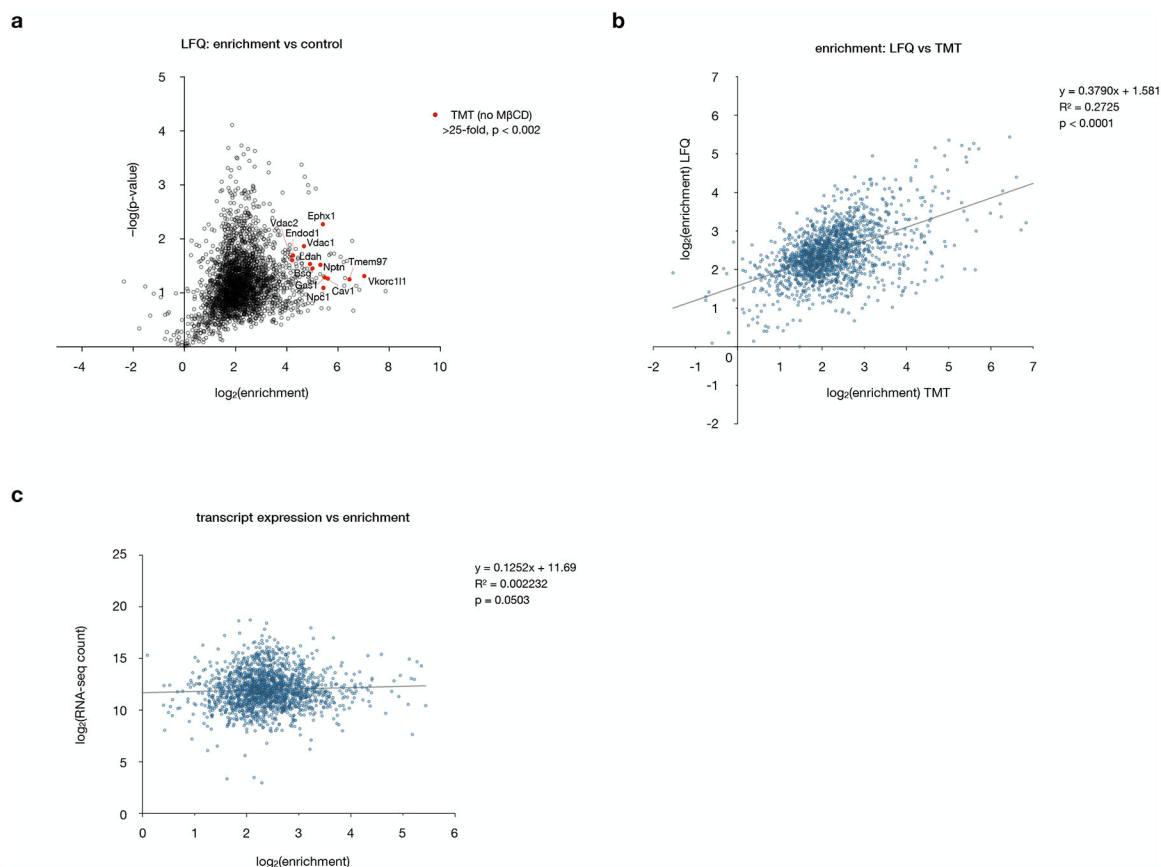 a
LFQ: enrichment vs control
5
4
3
2
1
−log(p-value)
-4
-2
0
2
4
6
8
10
log₂(enrichment)
TMT (no MβCD)
>25-fold, p < 0.002
Ephx1
Vdac2
Endod1
Vdac1
Ldah
Tmem97
Nptn
Bsg
Vkorc1l1
Gas1
Cav1
Npc1
b
enrichment: LFQ vs TMT
y = 0.3790x + 1.581
R² = 0.2725
p < 0.0001
7
6
5
4
3
2
1
0
-1
-2
log₂(enrichment) LFQ
-2
-1
1
2
3
4
5
6
7
log₂(enrichment) TMT
c
transcript expression vs enrichment
y = 0.1252x + 11.69
R² = 0.002232
p = 0.0503
25
20
15
10
5
0
log₂(RNA-seq count)
0
1
2
3
4
5
6
log₂(enrichment)